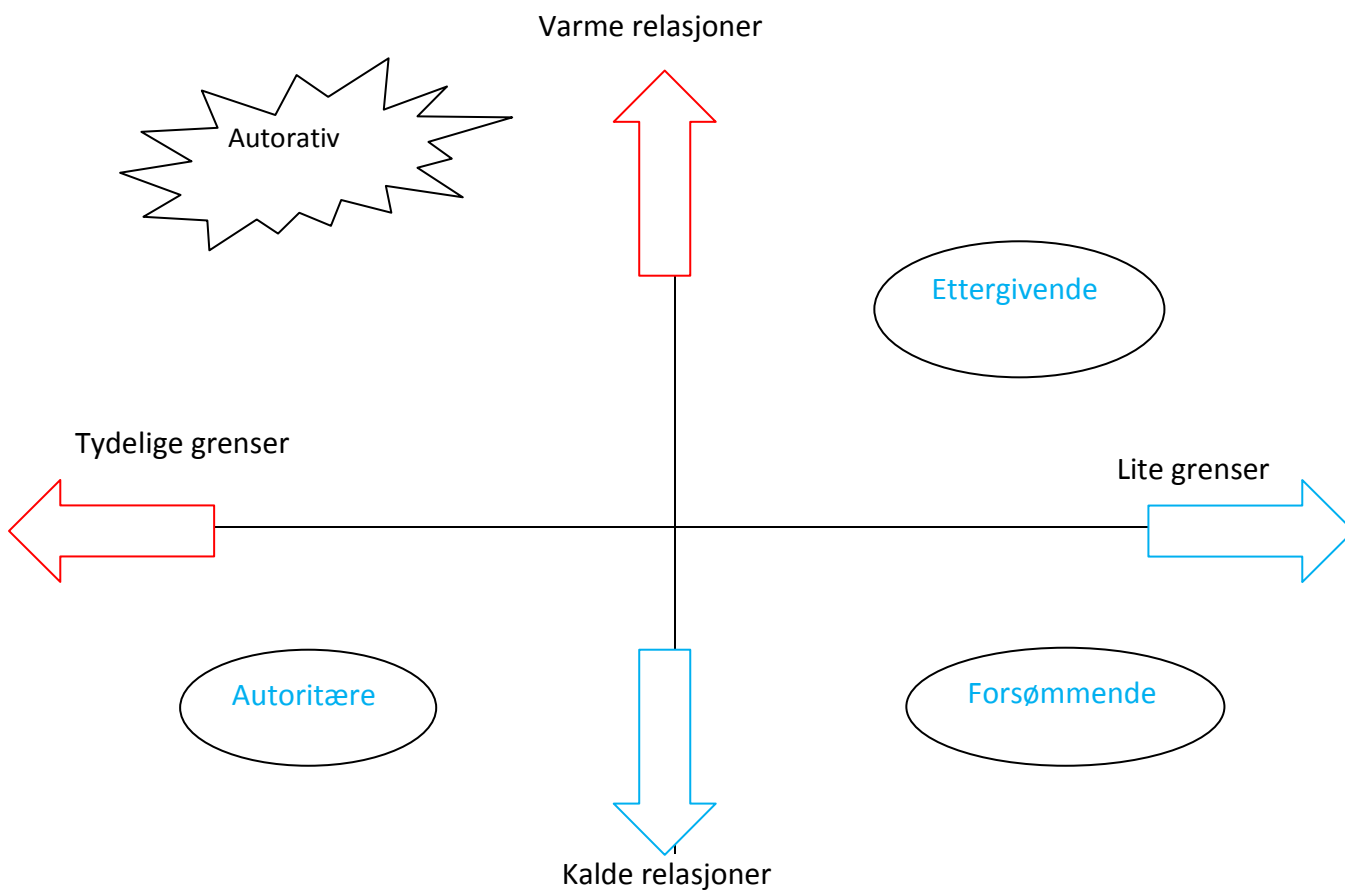 Varme relasjoner
Autorativ
Ettergivende
Tydelige grenser
Lite grenser
Autoritære
Forsømmende
Kalde relasjoner